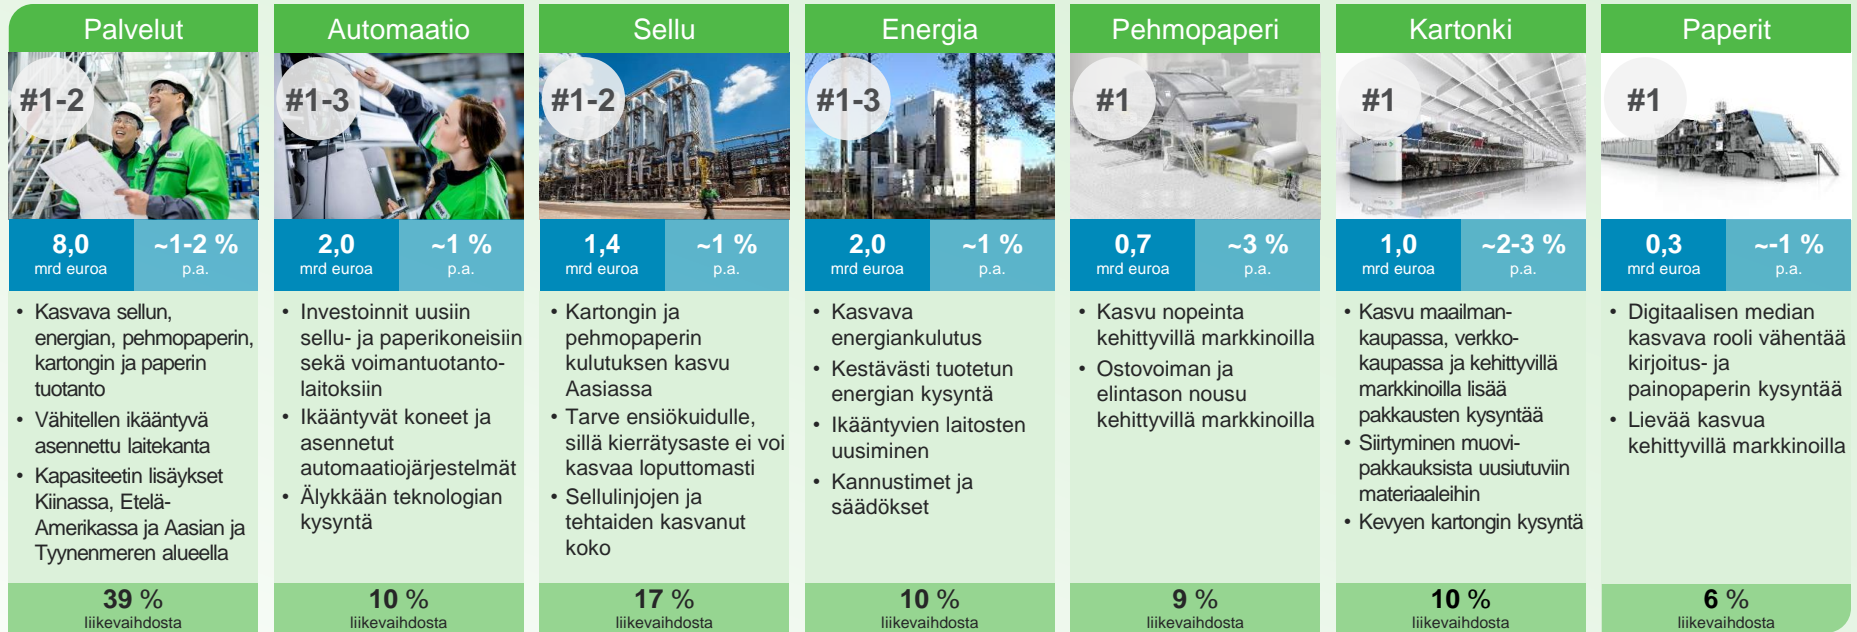 Palvelut
#1-2
8,0
mrd euroa
~1-2 %
p.a.
• Kasvava sellun,
energian, pehmopaperin,
kartongin ja paperin
tuotanto
• Vähitellen ikääntyvä
asennettu laitekanta
• Kapasiteetin lisäykset
Kiinassa, Etelä-
Amerikassa ja Aasian ja
Tyynenmeren alueella
39 %
liikevaihdosta
Automaatio
#1-3
2,0
mrd euroa
~1 %
p.a.
• Investoinnit uusiin
sellu- ja paperikoneisiin
sekä voimantuotanto-
laitoksiin
• Ikääntyvät koneet ja
asennetut
automaatiojärjestelmät
• Älykkään teknologian
kysyntä
10 %
liikevaihdosta
Sellu
#1-2
1,4
mrd euroa
~1 %
p.a.
• Kartongin ja
pehmopaperin
kulutuksen kasvu
Aasiassa
• Tarve ensiökuidulle,
sillä kierrätysaste ei voi
kasvaa loputtomasti
• Sellulinjojen ja
tehtaiden kasvanut
koko
17 %
liikevaihdosta
Energia
#1-3
2,0
mrd euroa
~1 %
p.a.
• Kasvava
energiankulutus
• Kestävästi tuotetun
energian kysyntä
• Ikääntyvien laitosten
uusiminen
• Kannustimet ja
säädökset
10 %
liikevaihdosta
Pehmopaperi
#1
0,7
mrd euroa
~3 %
p.a.
• Kasvu nopeinta
kehittyvillä markkinoilla
• Ostovoiman ja
elintason nousu
kehittyvillä markkinoilla
9 %
liikevaihdosta
Kartonki
#1
1,0
mrd euroa
~2-3 %
p.a.
• Kasvu maailman-
kaupassa, verkko-
kaupassa ja kehittyvillä
markkinoilla lisää
pakkausten kysyntää
• Siirtyminen muovi-
pakkauksista uusiutuviin
materiaaleihin
• Kevyen kartongin kysyntä
10 %
liikevaihdosta
Paperit
#1
0,3
mrd euroa
~-1 %
p.a.
• Digitaalisen median
kasvava rooli vähentää
kirjoitus- ja
painopaperin kysyntää
• Lievää kasvua
kehittyvillä markkinoilla
6 %
liikevaihdosta